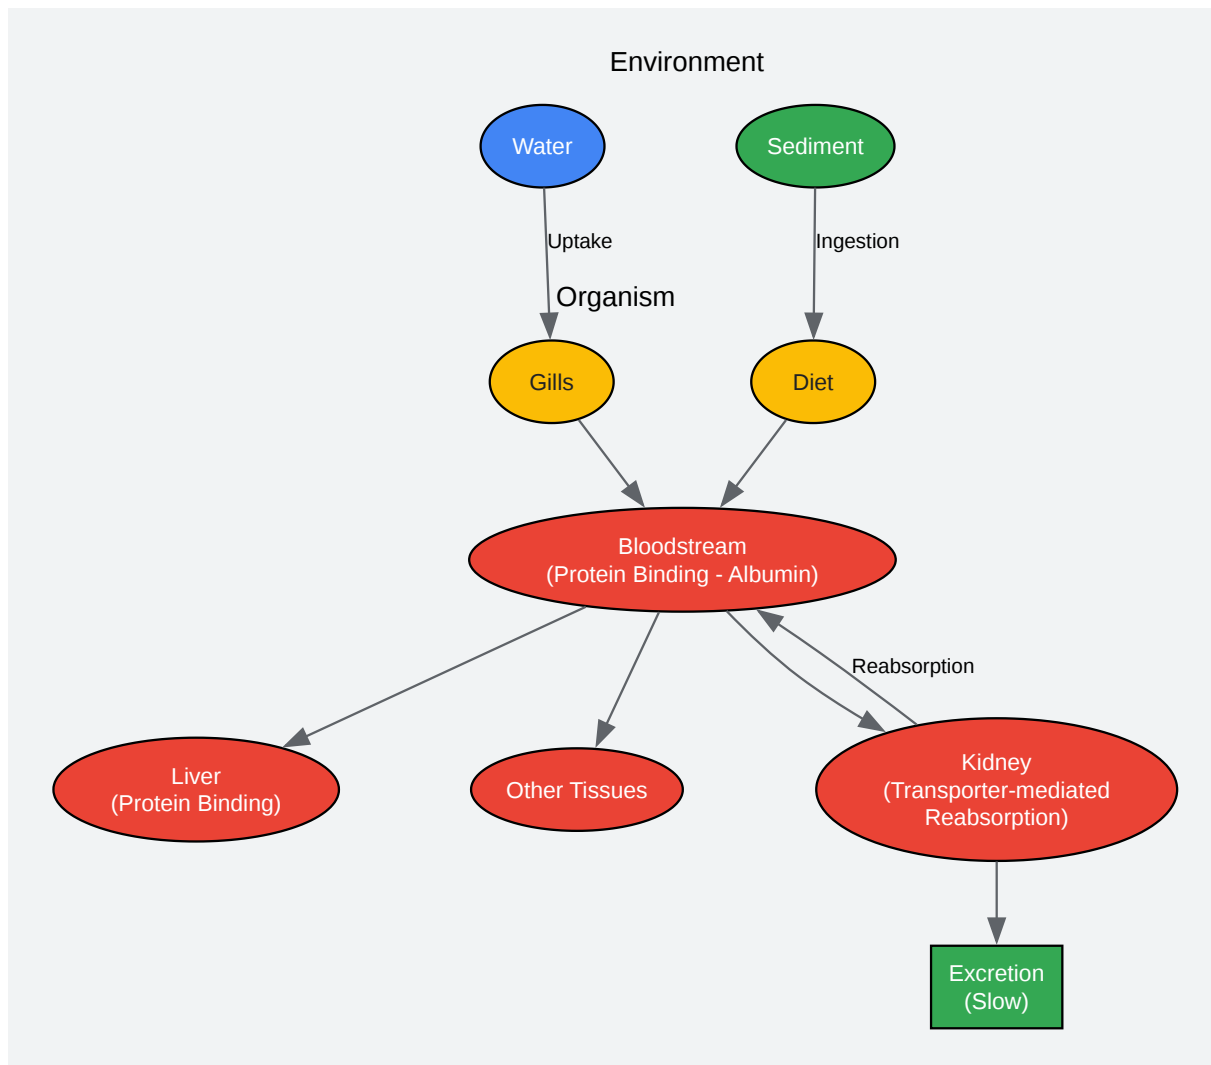 Environment
Water
Sediment
Uptake
Ingestion
Organism
Gills
Diet
Bloodstream
(Protein Binding - Albumin)
Reabsorption
Liver
(Protein Binding)
Other Tissues
Kidney
(Transporter-mediated
Reabsorption)
Excretion
(Slow)